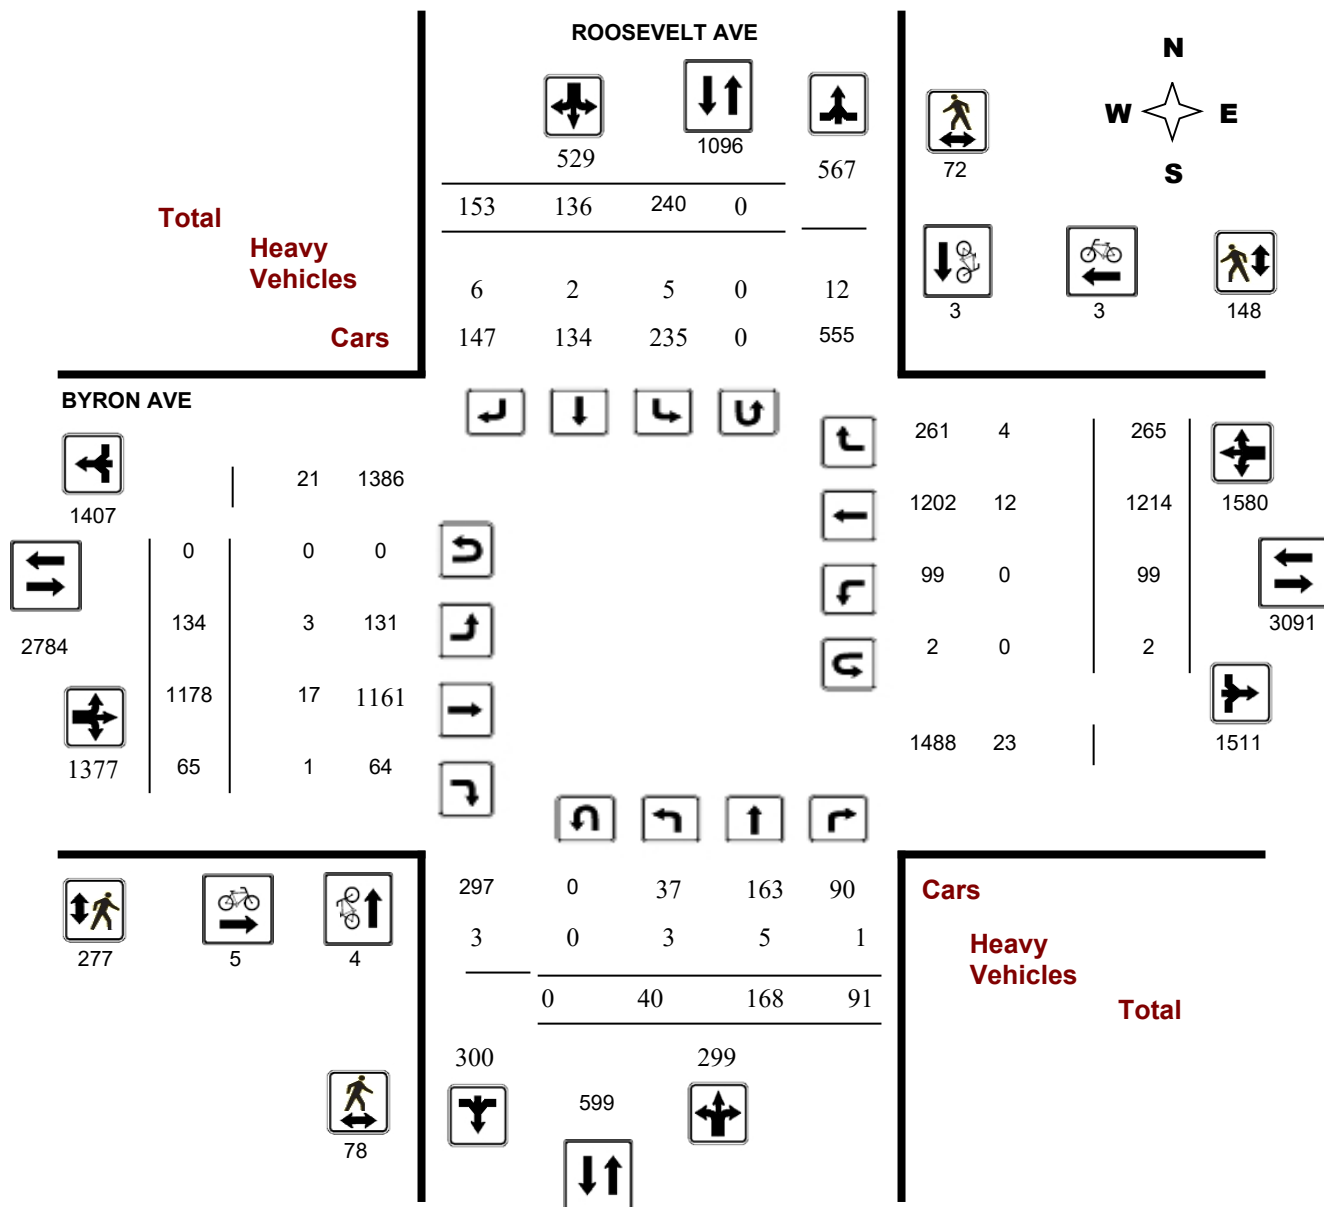 ROOSEVELT AVE
N
W E
S
529
1096
567
72
153 136 240 0
Total
Heavy
Vehicles
6 2 5 0 12
3 3 148
Cars
147 134 235 0 555
BYRON AVE
261 4 265
21 1386
1407
1202 12 1214 1580
0 0 0
99 0 99
134 3 131
3091
2784
2 0 2
1178 17 1161
1488 23 1511
1377 65 1 64
297 0 37 163 90
Cars
3 0 3 5 1
Heavy
Vehicles
277 5 4
0 40 168 91
Total
300 299
599
78